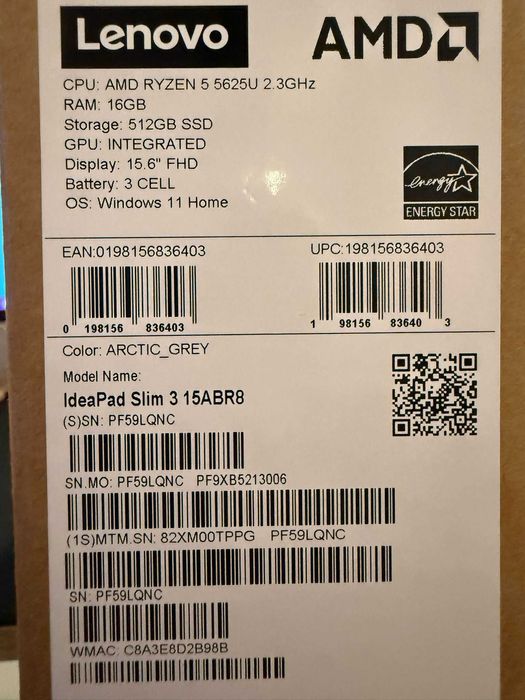 Lenovo AMD
CPU: AMD RYZEN 5 5625U 2.3GHz
RAM: 16GB
Storage: 512GB SSD
GPU: INTEGRATED
Display: 15.6" FHD
Battery: 3 CELL
OS: Windows 11 Home
energy
ENERGY STAR
EAN:0198156836403 UPC:198156836403
0 198156 836403 1 98156 83640 3
Color: ARCTIC_GREY
Model Name:
IdeaPad Slim 3 15ABR8
(S)SN: PF59LQNC
SN.MO: PF59LQNC PF9XB5213006
(1S)MTM.SN: 82XM00TPPG PF59LQNC
SN: PF59LQNC
WMAC: C8A3E8D2B98B